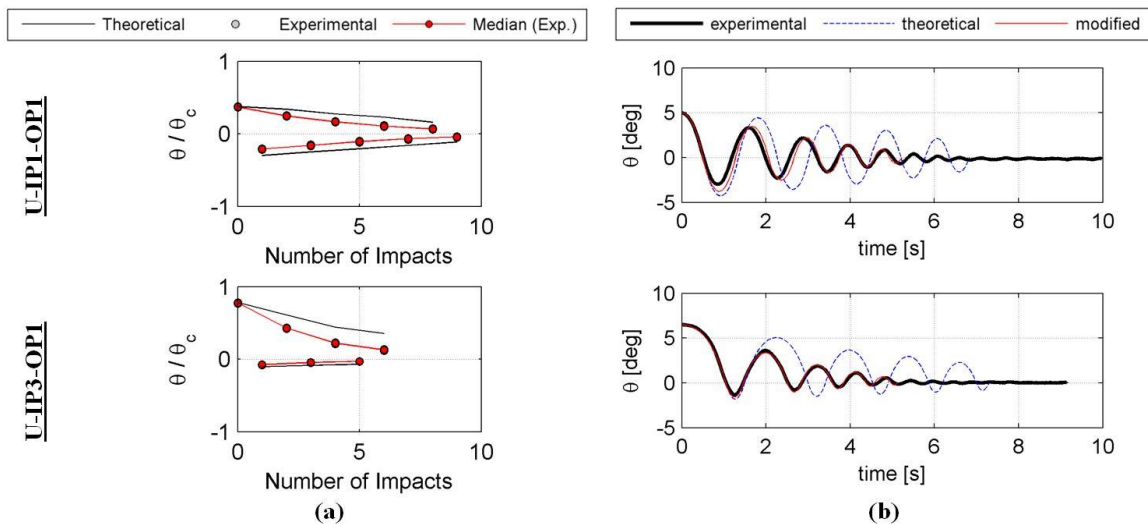 Theoretical Experimental Median (Exp.)
experimental theoretical modified
U-IP1-OP1
1
0
-1
θ / θc
0 5 10
Number of Impacts
10
5
0
-5
θ [deg]
0 2 4 6 8 10
time [s]
U-IP3-OP1
1
0
-1
θ / θc
0 5 10
Number of Impacts
10
5
0
-5
θ [deg]
0 2 4 6 8 10
time [s]
(a) (b)